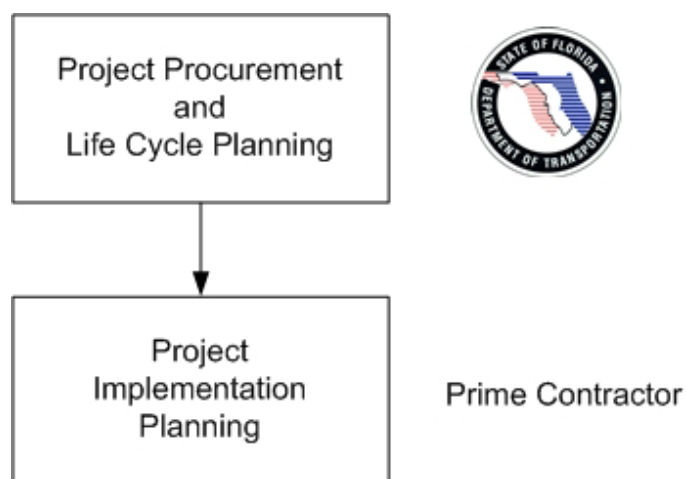 Project Procurement
and
Life Cycle Planning
STATE OF FLORIDA
DEPARTMENT OF TRANSPORTATION
Project
Implementation
Planning
Prime Contractor